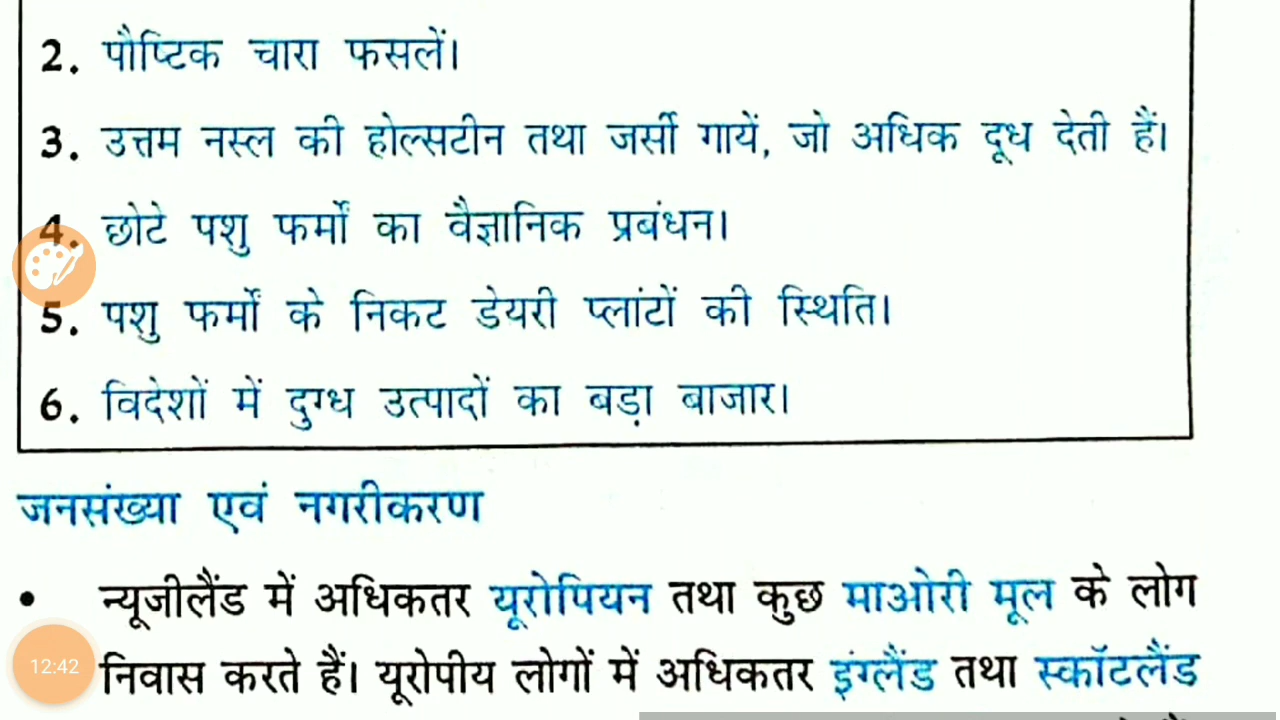 2. पौष्टिक चारा फसलें।
3. उत्तम नस्ल की होल्सटीन तथा जर्सी गायें, जो अधिक दूध देती हैं।
4. छोटे पशु फर्मों का वैज्ञानिक प्रबंधन।
5. पशु फर्मों के निकट डेयरी प्लांटों की स्थिति।
6. विदेशों में दुग्ध उत्पादों का बड़ा बाजार।
जनसंख्या एवं नगरीकरण
• न्यूजीलैंड में अधिकतर यूरोपियन तथा कुछ माओरी मूल के लोग
12:42
निवास करते हैं। यूरोपीय लोगों में अधिकतर इंग्लैंड तथा स्कॉटलैंड